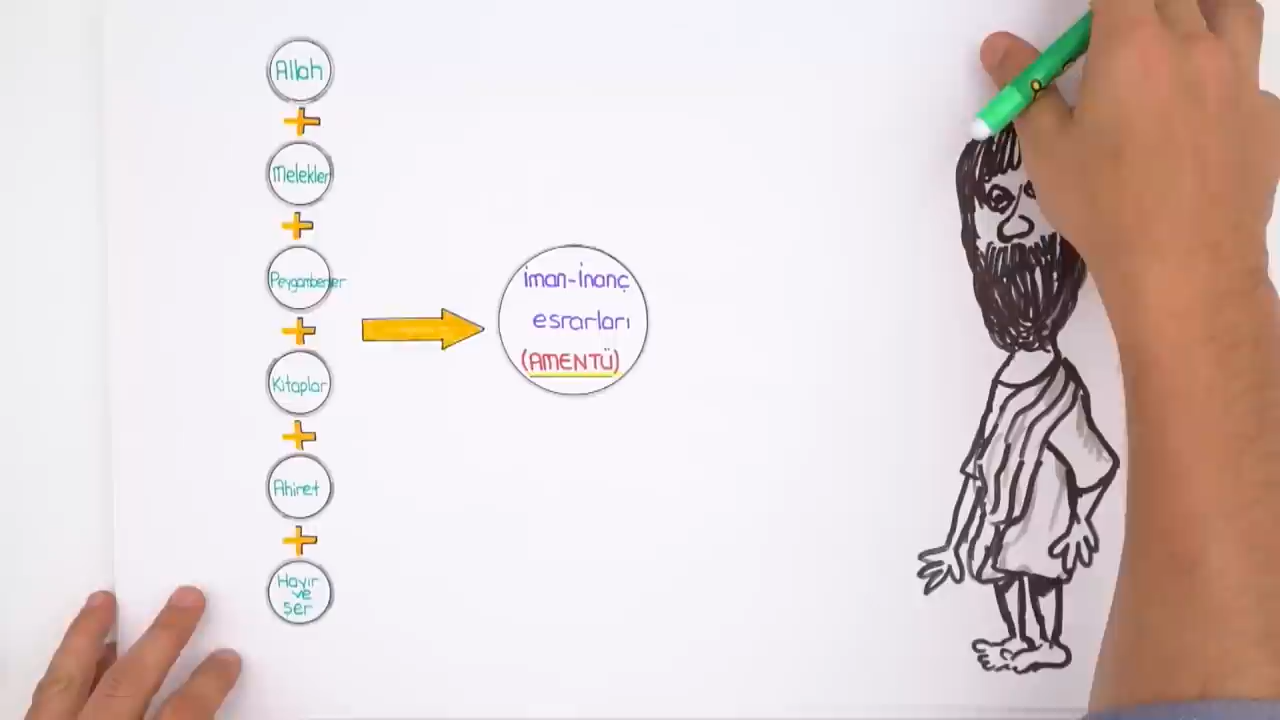 Allah
+
Melekler
+
Peygamberler
+
Kitaplar
+
Ahiret
+
Hayır
ve
Şer
İman-İnanç
esrarları
(AMENTÜ)